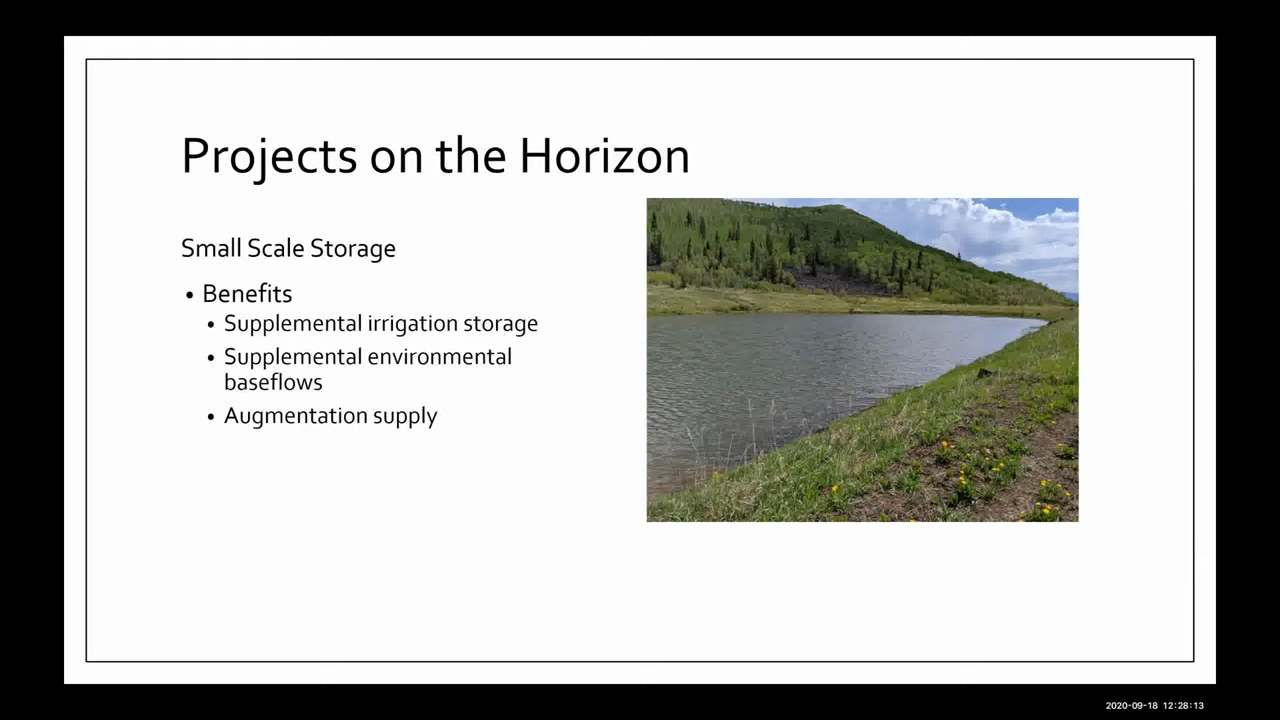 Projects on the Horizon
Small Scale Storage
• Benefits
• Supplemental irrigation storage
• Supplemental environmental
baseflows
• Augmentation supply
2020-09-18 12:28:13